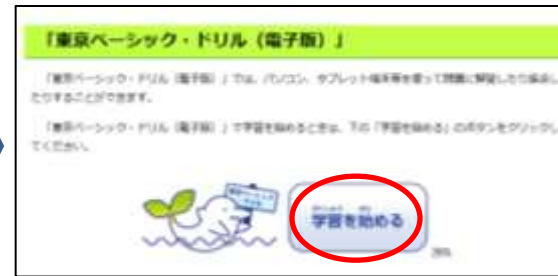 「東京ベーシック・ドリル（電子版）」
「東京ベーシック・ドリル（電子版）」では、パソコン、タブレット端末等を使って問題に解答したり採点し
たりすることができます。
「東京ベーシック・ドリル（電子版）」で学習を始めるときは、下の「学習を始める」のボタンをクリックし
てください。
学習を始める